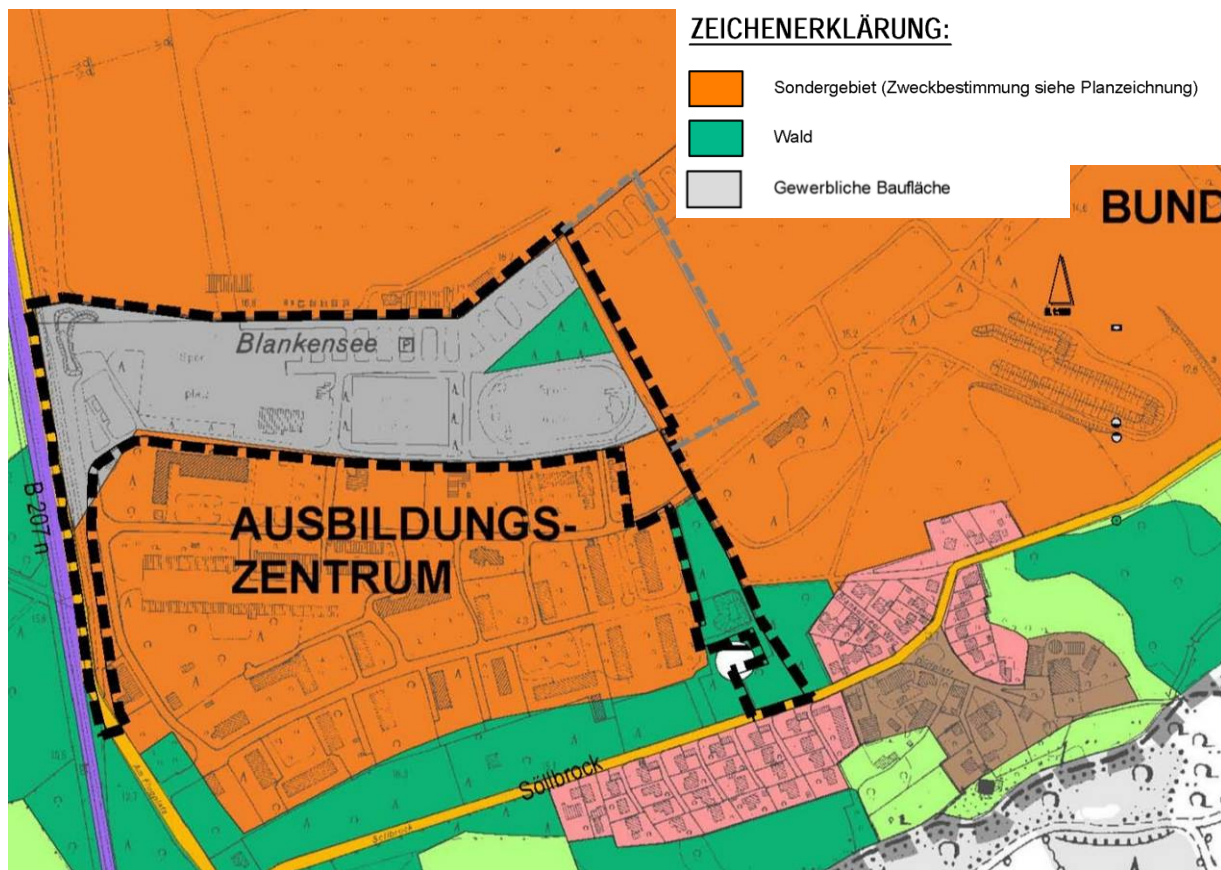 ZEICHENERKLÄRUNG:
Sondergebiet (Zweckbestimmung siehe Planzeichnung)
Wald
Gewerbliche Baufläche
BUND
Blankensee P
AUSBILDUNGS-
ZENTRUM
B 207 n
Söllbrock